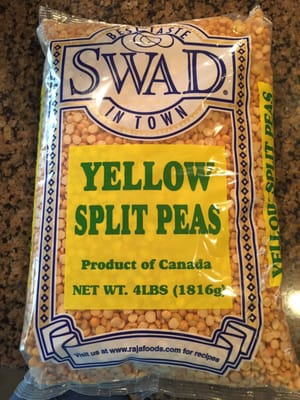 BEST TASTE
SWAD®
IN TOWN
YELLOW
SPLIT PEAS
Product of Canada
NET WT. 4LBS (1816g)
Visit us at www.rajafoods.com for recipes
YELLOW SPLIT PEAS